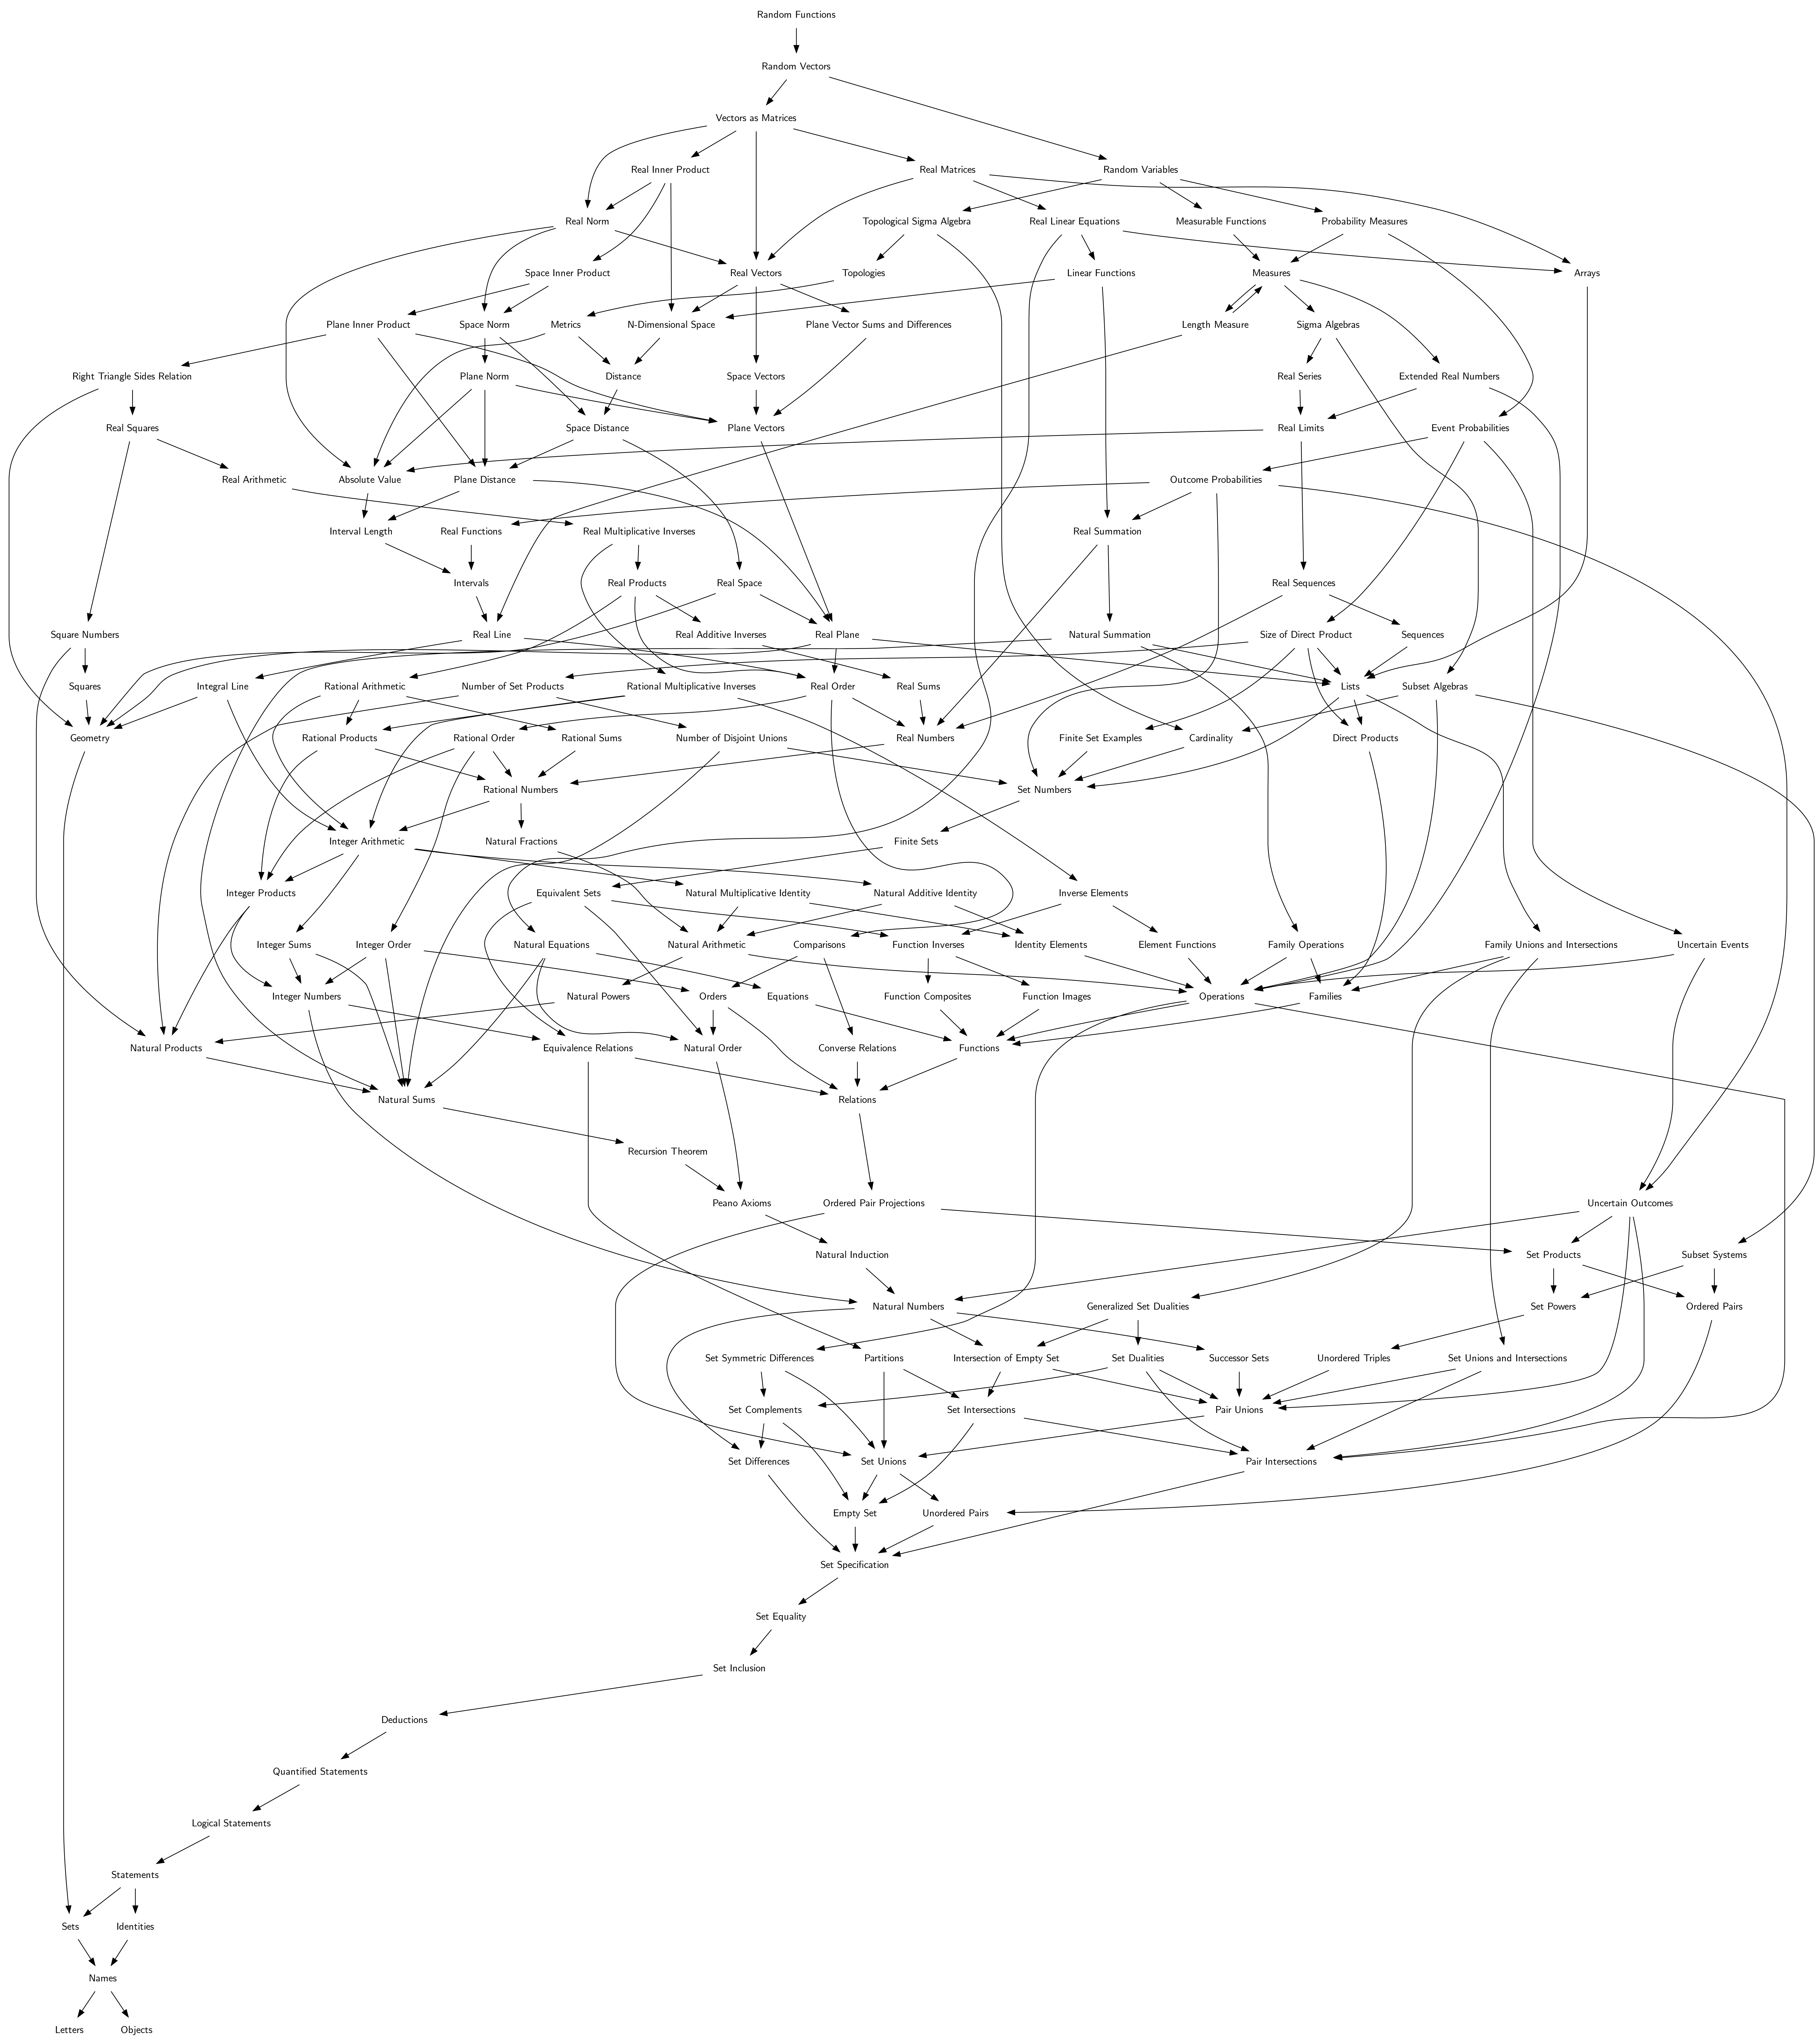 Random Functions
Random Vectors
Vectors as Matrices
Real Inner Product
Real Matrices
Random Variables
Real Norm
Topological Sigma Algebra
Real Linear Equations
Measurable Functions
Probability Measures
Space Inner Product
Real Vectors
Topologies
Linear Functions
Measures
Arrays
Plane Inner Product
Space Norm
Metrics
N-Dimensional Space
Plane Vector Sums and Differences
Length Measure
Sigma Algebras
Right Triangle Sides Relation
Plane Norm
Distance
Space Vectors
Real Series
Extended Real Numbers
Real Squares
Space Distance
Plane Vectors
Real Limits
Event Probabilities
Real Arithmetic
Absolute Value
Plane Distance
Outcome Probabilities
Interval Length
Real Functions
Real Multiplicative Inverses
Real Summation
Intervals
Real Products
Real Space
Real Sequences
Square Numbers
Real Line
Real Additive Inverses
Real Plane
Natural Summation
Size of Direct Product
Sequences
Squares
Integral Line
Rational Arithmetic
Number of Set Products
Rational Multiplicative Inverses
Real Order
Real Sums
Lists
Subset Algebras
Geometry
Rational Products
Rational Order
Rational Sums
Number of Disjoint Unions
Real Numbers
Finite Set Examples
Cardinality
Direct Products
Rational Numbers
Set Numbers
Integer Arithmetic
Natural Fractions
Finite Sets
Integer Products
Equivalent Sets
Natural Multiplicative Identity
Natural Additive Identity
Inverse Elements
Integer Sums
Integer Order
Natural Equations
Natural Arithmetic
Comparisons
Function Inverses
Identity Elements
Element Functions
Family Operations
Family Unions and Intersections
Uncertain Events
Integer Numbers
Natural Powers
Orders
Equations
Function Composites
Function Images
Operations
Families
Natural Products
Equivalence Relations
Natural Order
Converse Relations
Functions
Natural Sums
Relations
Recursion Theorem
Peano Axioms
Ordered Pair Projections
Uncertain Outcomes
Natural Induction
Set Products
Subset Systems
Natural Numbers
Generalized Set Dualities
Set Powers
Ordered Pairs
Set Symmetric Differences
Partitions
Intersection of Empty Set
Set Dualities
Successor Sets
Unordered Triples
Set Unions and Intersections
Set Complements
Set Intersections
Pair Unions
Set Differences
Set Unions
Pair Intersections
Empty Set
Unordered Pairs
Set Specification
Set Equality
Set Inclusion
Deductions
Quantified Statements
Logical Statements
Statements
Sets
Identities
Names
Letters
Objects